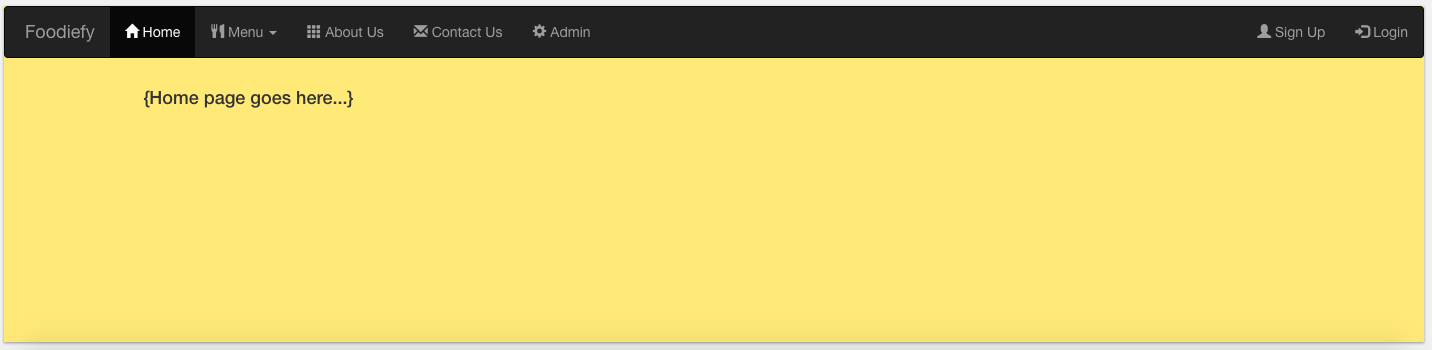 Foodiefy Home Menu About Us Contact Us Admin Sign Up Login
{Home page goes here...}